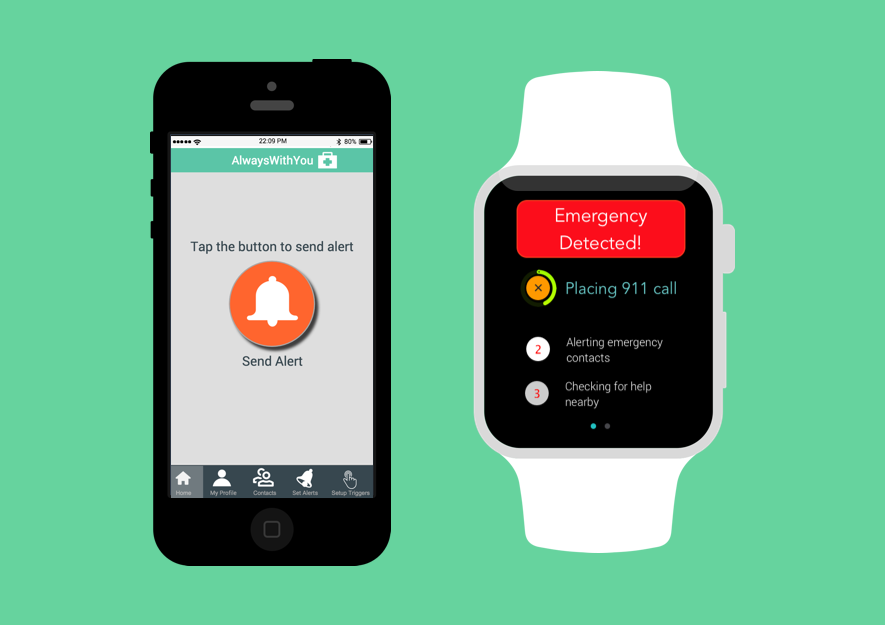 22:09 PM
80%
AlwaysWithYou
Tap the button to send alert
Send Alert
Home
My Profile
Contacts
Set Alerts
Setup Triggers
Emergency
Detected!
Placing 911 call
2
Alerting emergency
contacts
3
Checking for help
nearby